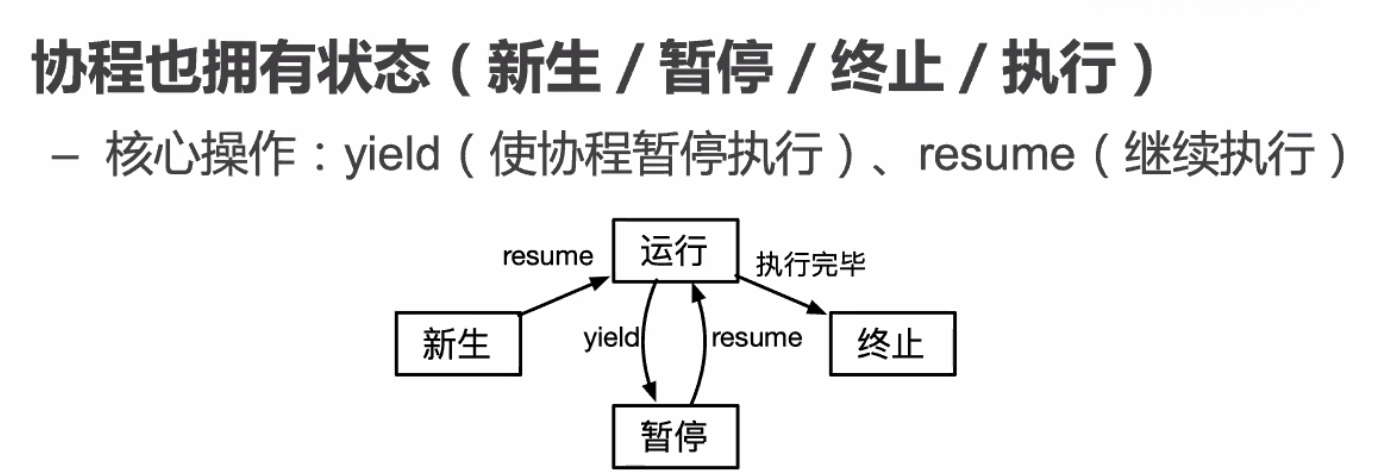 协程也拥有状态（新生 / 暂停 / 终止 / 执行）
– 核心操作：yield（使协程暂停执行）、resume（继续执行）
resume
运行
执行完毕
新生
yield
resume
终止
暂停